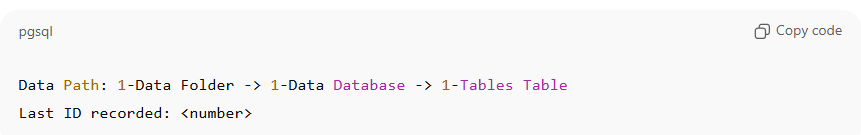 pgsql
Copy code
Data Path: 1-Data Folder -> 1-Data Database -> 1-Tables Table
Last ID recorded: <number>